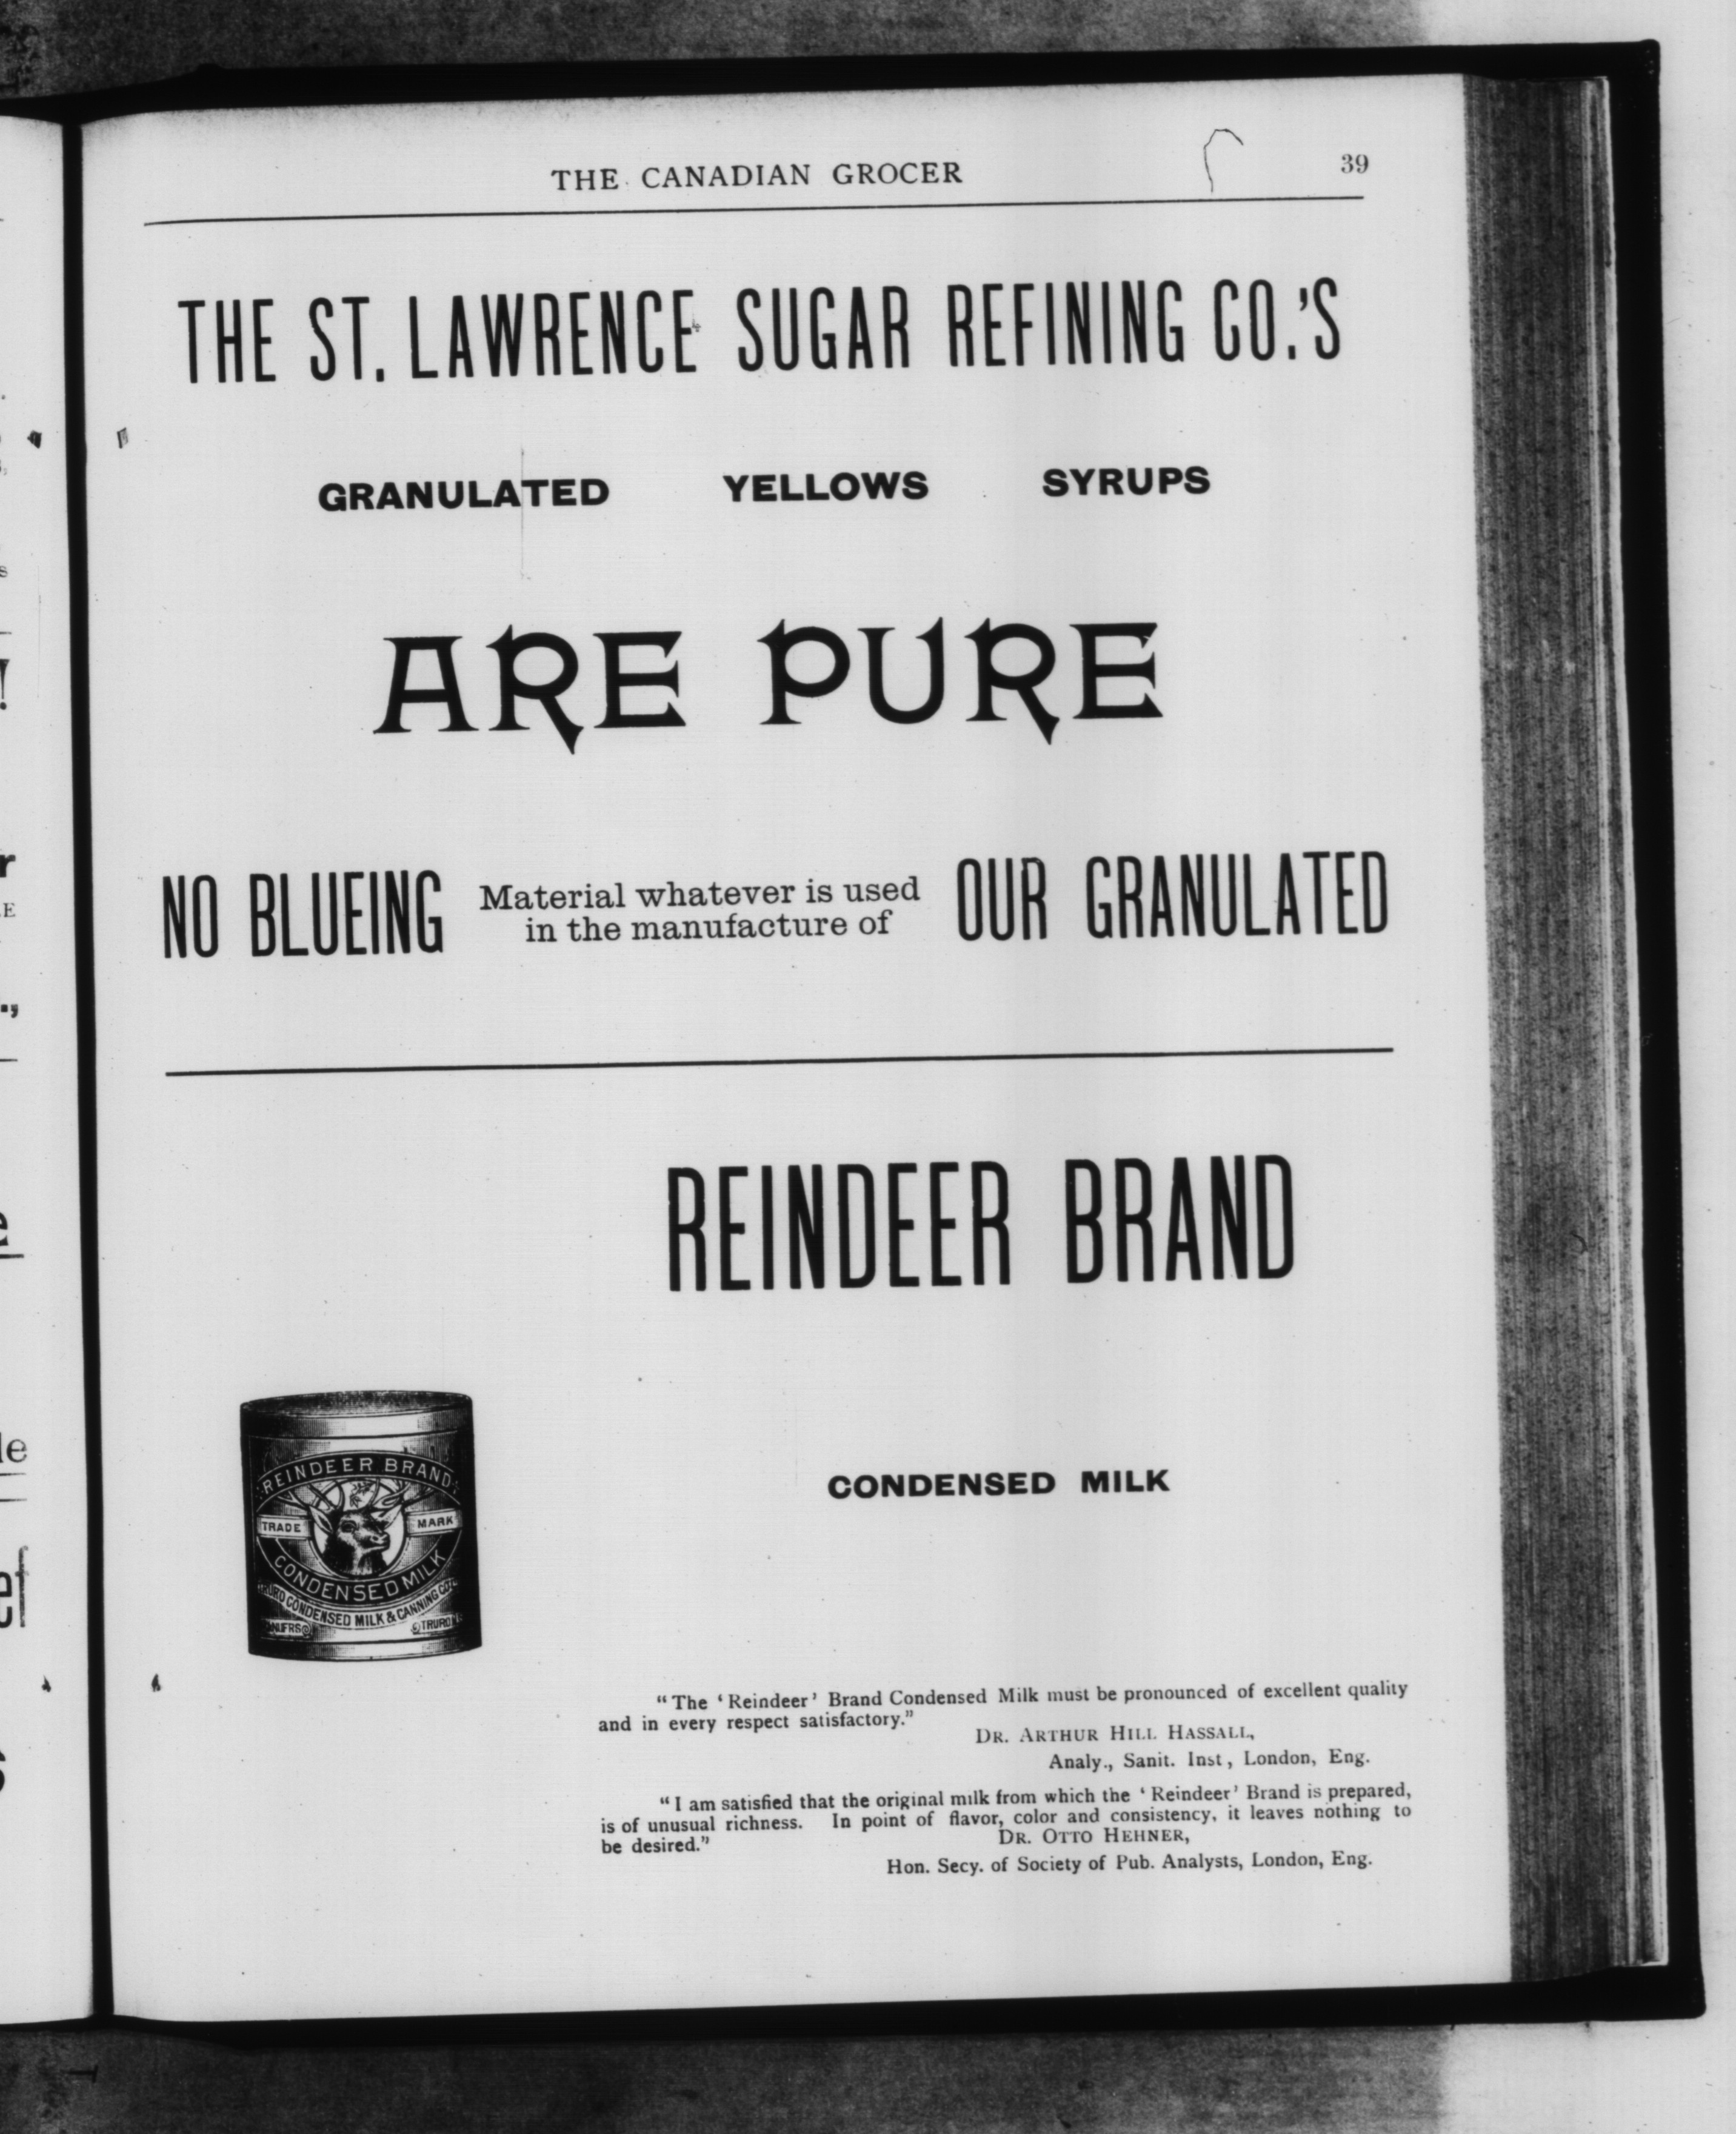 THE CANADIAN GROCER 39
THE ST. LAWRENCE SUGAR REFINING CO.'S
GRANULATED YELLOWS SYRUPS
ARE PURE
NO BLUEING Material whatever is used
in the manufacture of OUR GRANULATED
REINDEER BRAND
REINDEER BRAND
TRADE MARK
CONDENSED MILK
CONDENSED MILK & CANNING CO
TRURO
CONDENSED MILK
"The 'Reindeer' Brand Condensed Milk must be pronounced of excellent quality
and in every respect satisfactory."
DR. ARTHUR HILL HASSALL,
Analy., Sanit. Inst, London, Eng.
"I am satisfied that the original milk from which the 'Reindeer' Brand is prepared,
is of unusual richness. In point of flavor, color and consistency, it leaves nothing to
be desired."
DR. OTTO HEHNER,
Hon. Secy. of Society of Pub. Analysts, London, Eng.